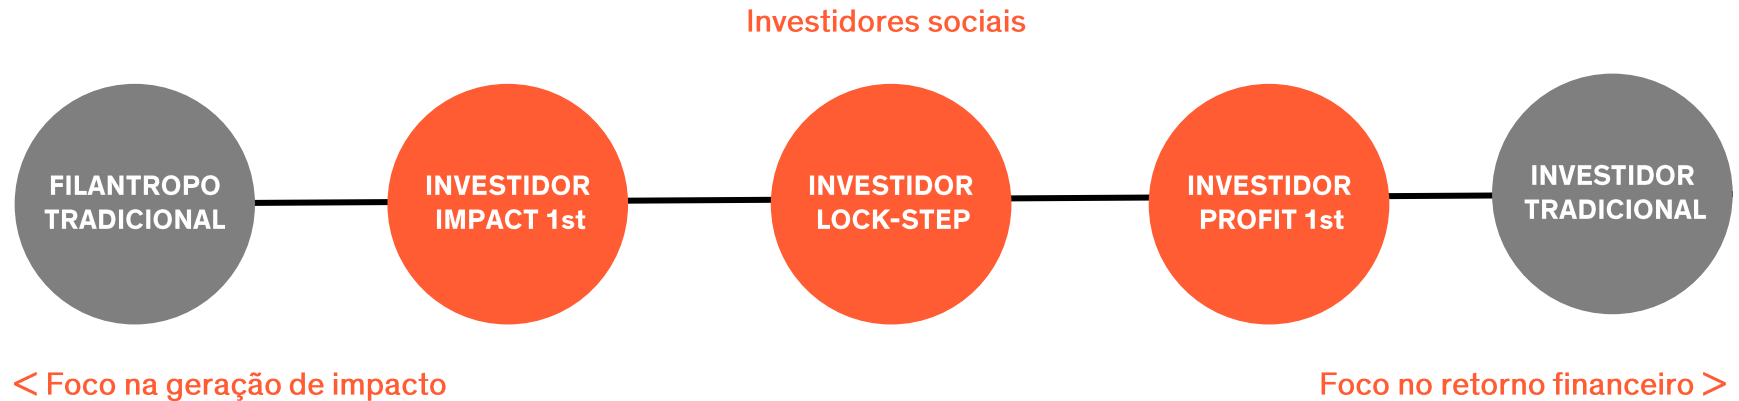 Investidores sociais
FILANTROPO
TRADICIONAL
INVESTIDOR
IMPACT 1st
INVESTIDOR
LOCK-STEP
INVESTIDOR
PROFIT 1st
INVESTIDOR
TRADICIONAL
< Foco na geração de impacto
Foco no retorno financeiro >